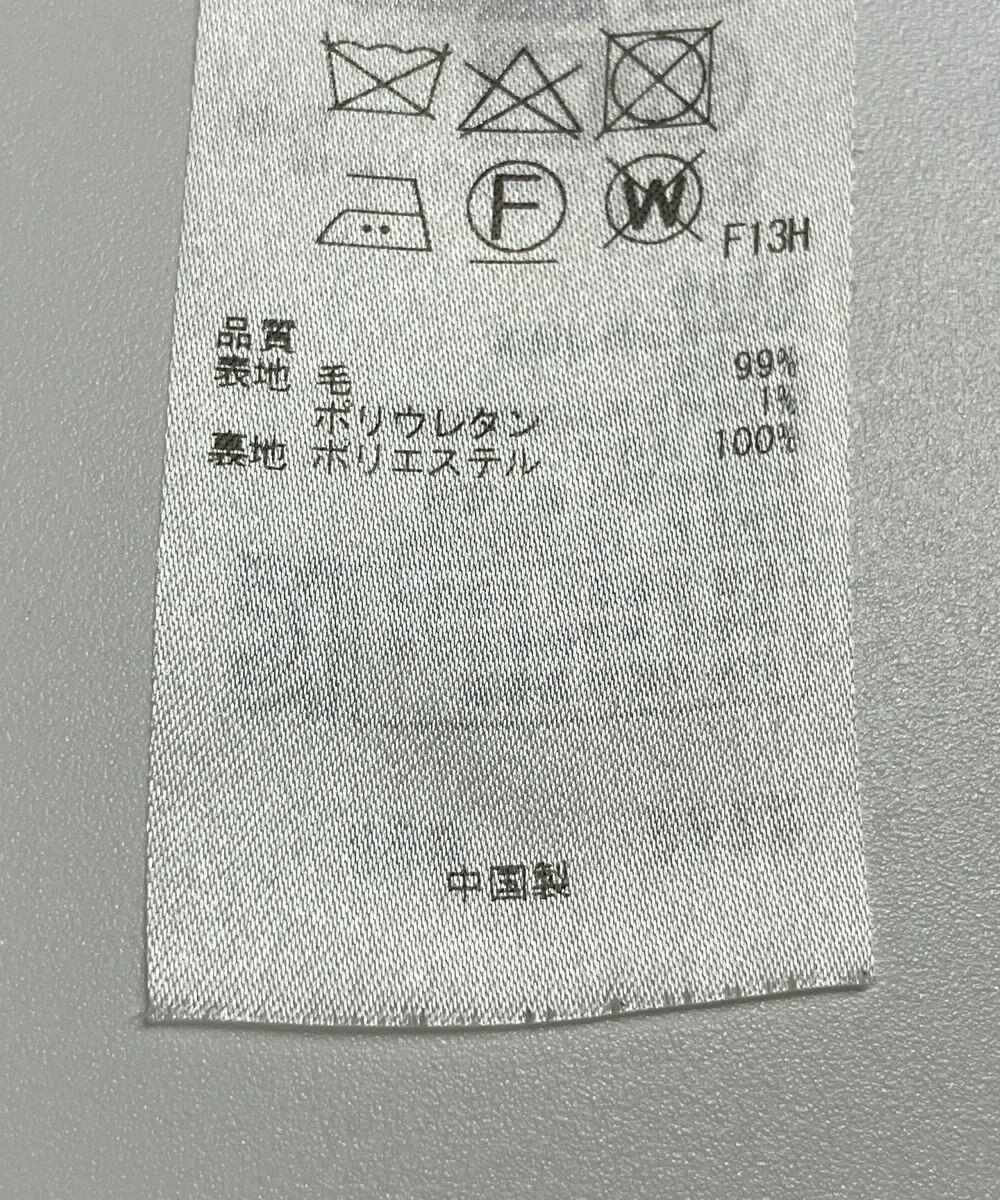 F W F13H
品質
表地 毛 99%
ポリウレタン 1%
裏地 ポリエステル 100%
中国製